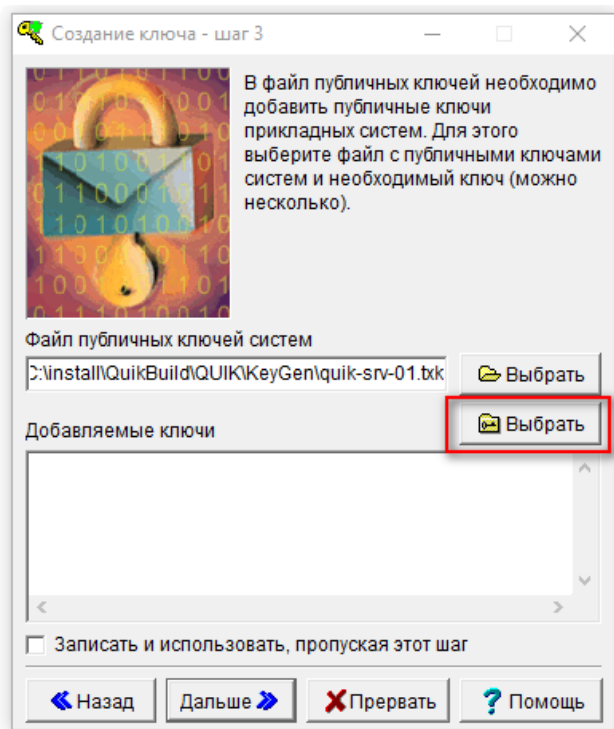 Создание ключа - шаг 3
В файл публичных ключей необходимо
добавить публичные ключи
прикладных систем. Для этого
выберите файл с публичными ключами
систем и необходимый ключ (можно
несколько).
Файл публичных ключей систем
C:\install\QuikBuild\QUIK\KeyGen\quik-srv-01.txk
Выбрать
Выбрать
Добавляемые ключи
Записать и использовать, пропуская этот шаг
Назад
Дальше
Прервать
Помощь